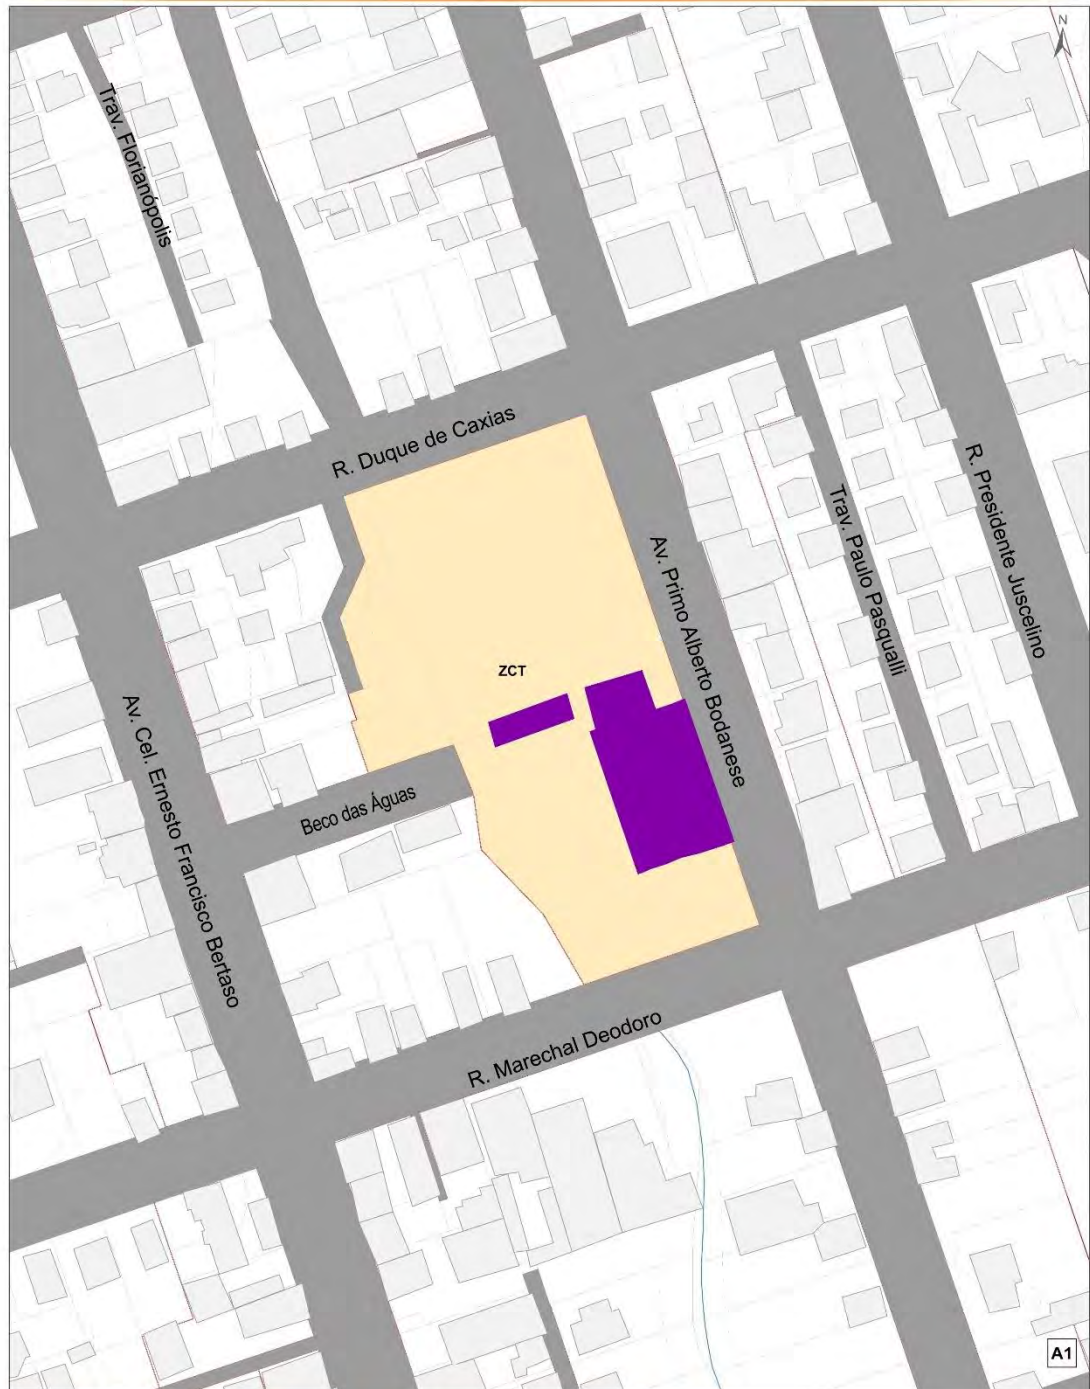 N
Trav. Florianópolis
R. Duque de Caxias
R. Presidente Juscelino
Trav. Paulo Pasqualli
Av. Primo Alberto Bodanese
ZCT
Av. Cel. Ernesto Francisco Bertaso
Beco das Águas
R. Marechal Deodoro
A1